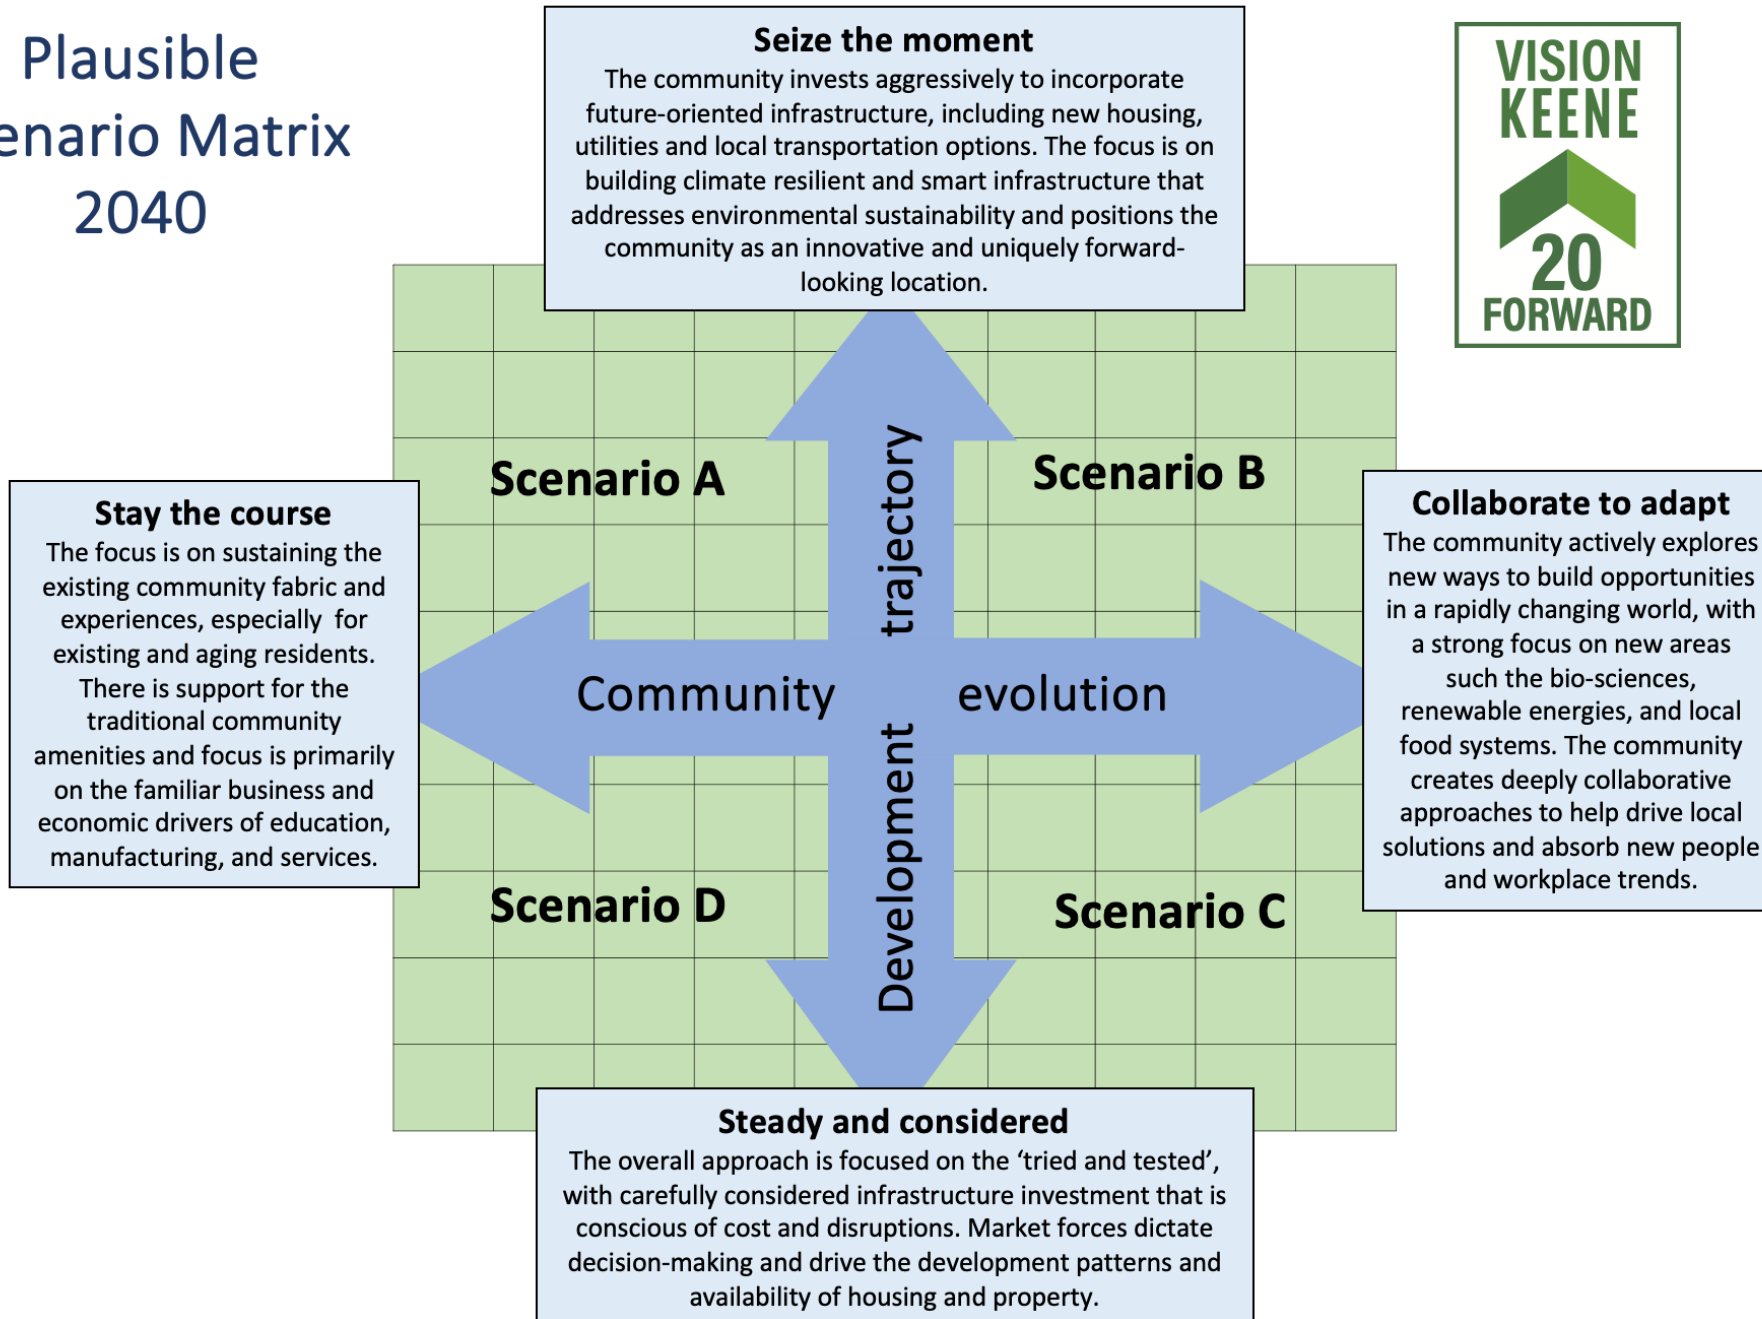 Plausible
enario Matrix
2040
Seize the moment
The community invests aggressively to incorporate
future-oriented infrastructure, including new housing,
utilities and local transportation options. The focus is on
building climate resilient and smart infrastructure that
addresses environmental sustainability and positions the
community as an innovative and uniquely forward-
looking location.
VISION
KEENE
20
FORWARD
Scenario A
Scenario B
Stay the course
The focus is on sustaining the
existing community fabric and
experiences, especially for
existing and aging residents.
There is support for the
traditional community
amenities and focus is primarily
on the familiar business and
economic drivers of education,
manufacturing, and services.
Development trajectory
Community evolution
Collaborate to adapt
The community actively explores
new ways to build opportunities
in a rapidly changing world, with
a strong focus on new areas
such the bio-sciences,
renewable energies, and local
food systems. The community
creates deeply collaborative
approaches to help drive local
solutions and absorb new people
and workplace trends.
Scenario D
Scenario C
Steady and considered
The overall approach is focused on the ‘tried and tested’,
with carefully considered infrastructure investment that is
conscious of cost and disruptions. Market forces dictate
decision-making and drive the development patterns and
availability of housing and property.